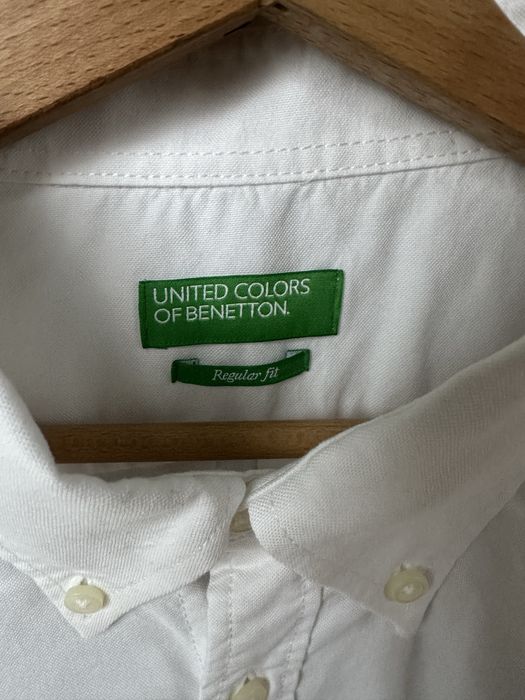 UNITED COLORS
OF BENETTON.
Regular fit